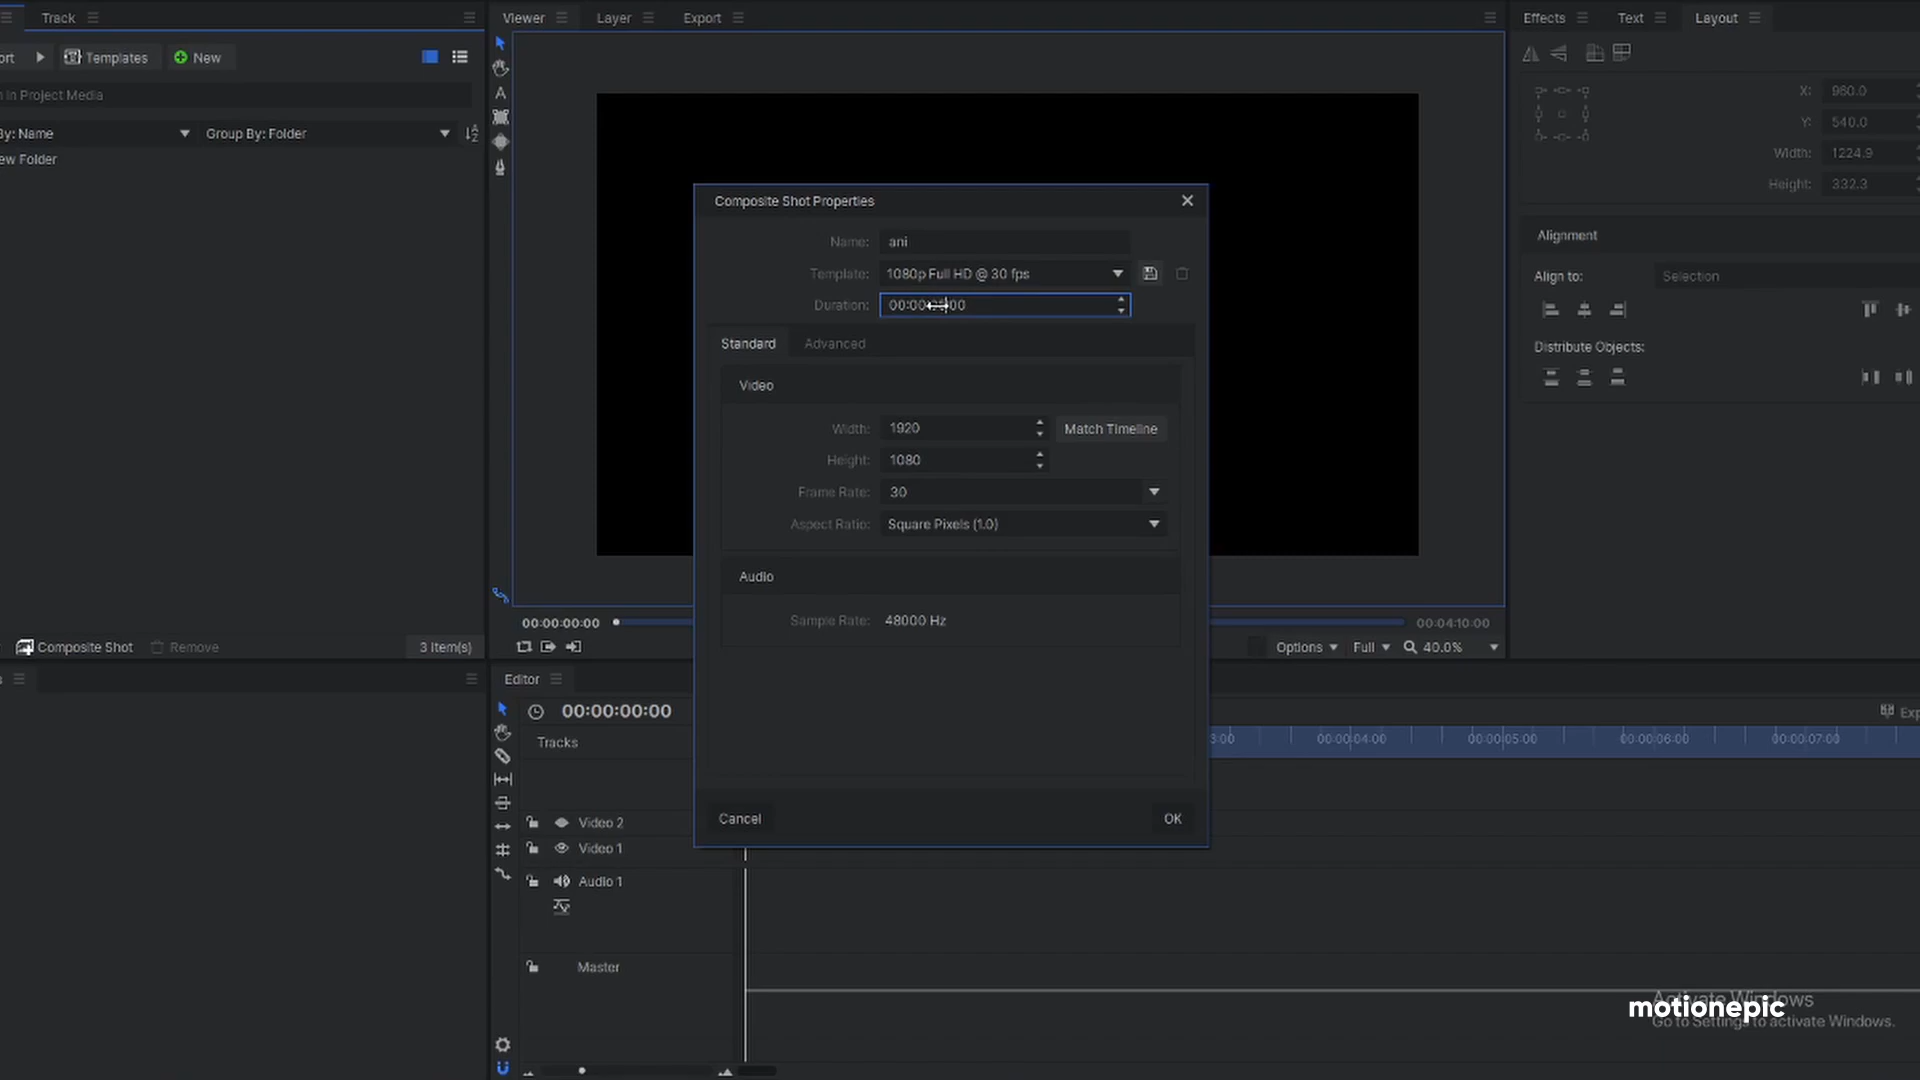 Track
Viewer
Layer
Export
Effects
Text
Layout
ort
Templates
New
n in Project Media
By: Name
Group By: Folder
ew Folder
X: 960.0
Y: 540.0
Width: 1224.9
Height: 332.3
Alignment
Align to: Selection
Distribute Objects:
Composite Shot Properties
Name: ani
Template: 1080p Full HD @ 30 fps
Duration:
Standard
Advanced
Video
Width: 1920
Match Timeline
Height: 1080
Frame Rate: 30
Aspect Ratio: Square Pixels (1.0)
Audio
Sample Rate: 48000 Hz
Cancel
OK
00:00:00:00
00:04:10:00
Composite Shot
Remove
3 Item(s)
Options
Full
40.0%
Editor
00:00:00:00
Exp
Tracks
3:00
00:00:04:00
00:00:05:00
00:00:06:00
00:00:07:00
Video 2
Video 1
Audio 1
Master
Activate Windows
motionepic
Go to Settings to activate Windows.